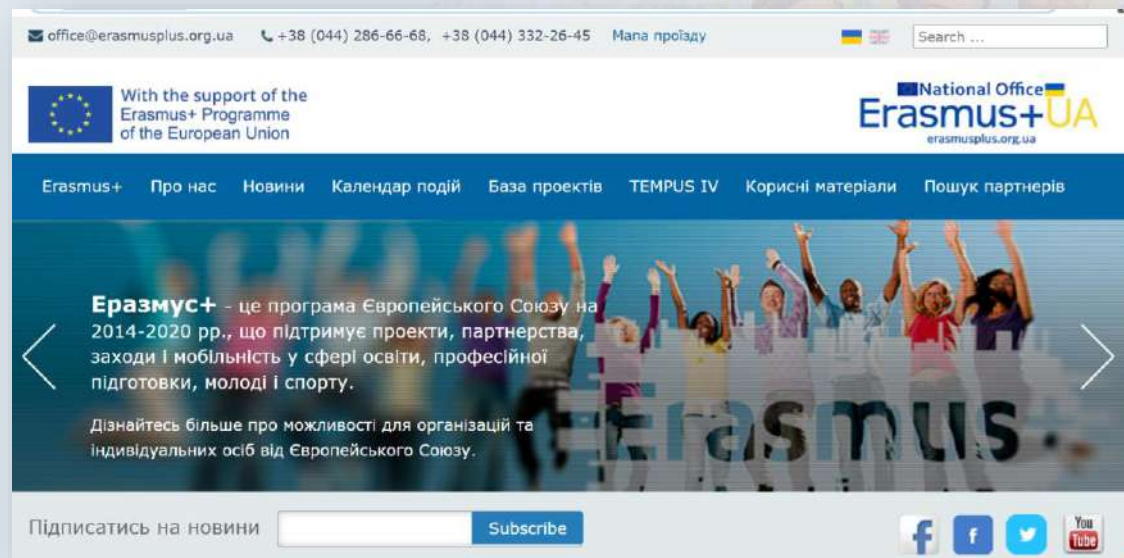 office@erasmusplus.org.ua +38 (044) 286-66-68, +38 (044) 332-26-45 Мапа проїзду Search ...
With the support of the
Erasmus+ Programme
of the European Union
National Office
Erasmus+UA
erasmusplus.org.ua
Erasmus+ Про нас Новини Календар подій База проектів TEMPUS IV Корисні матеріали Пошук партнерів
Еразмус+ - це програма Європейського Союзу на
2014-2020 рр., що підтримує проекти, партнерства,
заходи і мобільність у сфері освіти, професійної
підготовки, молоді і спорту.
Дізнайтесь більше про можливості для організацій та
індивідуальних осіб від Європейського Союзу.
Erasmus
Підписатись на новини Subscribe f f You Tube